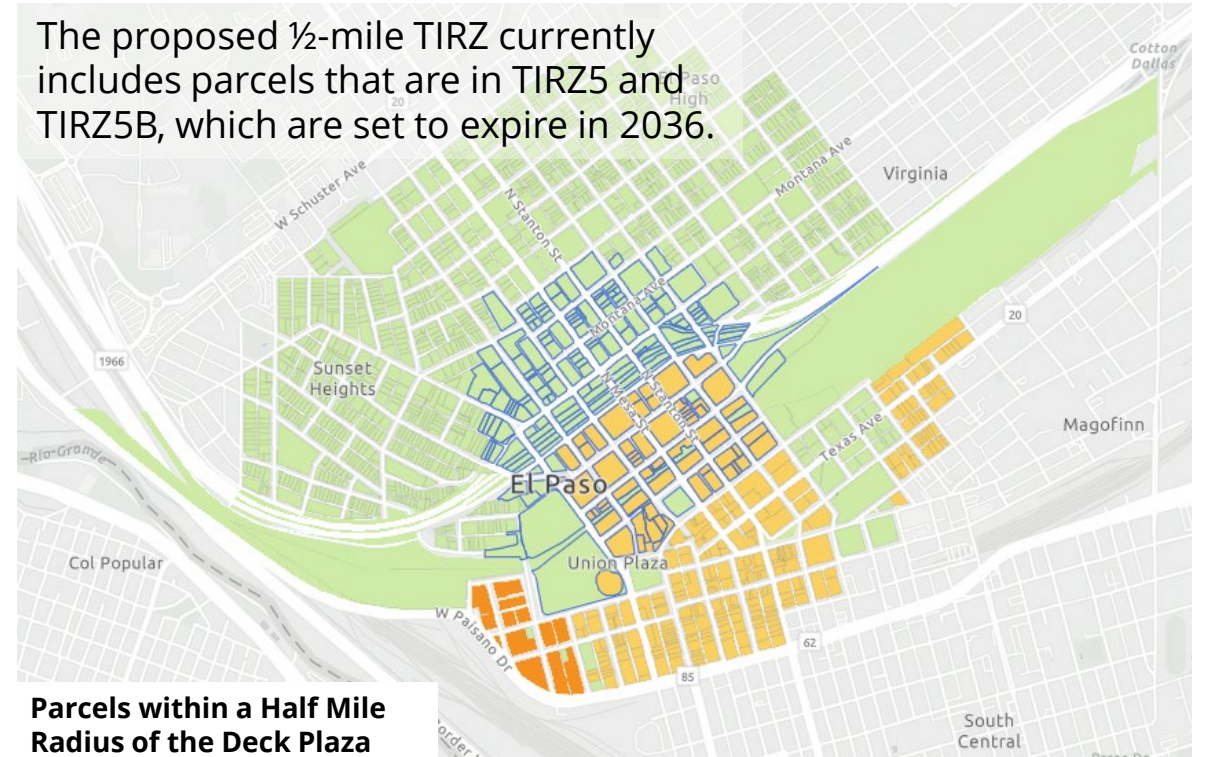 The proposed ½-mile TIRZ currently
includes parcels that are in TIRZ5 and
TIRZ5B, which are set to expire in 2036.
El Paso
High
20
Cotton
Dallas
W Schuster Ave
N Stanton St
Montana Ave
Virginia
Montana Ave
20
1966
Sunset
Heights
N Mesa St
N Stanton St
Texas Ave
Magofinn
Rio-Grande
El Paso
Col Popular
Union Plaza
W Paisano Dr
62
85
South
Central
Parcels within a Half Mile
Radius of the Deck Plaza